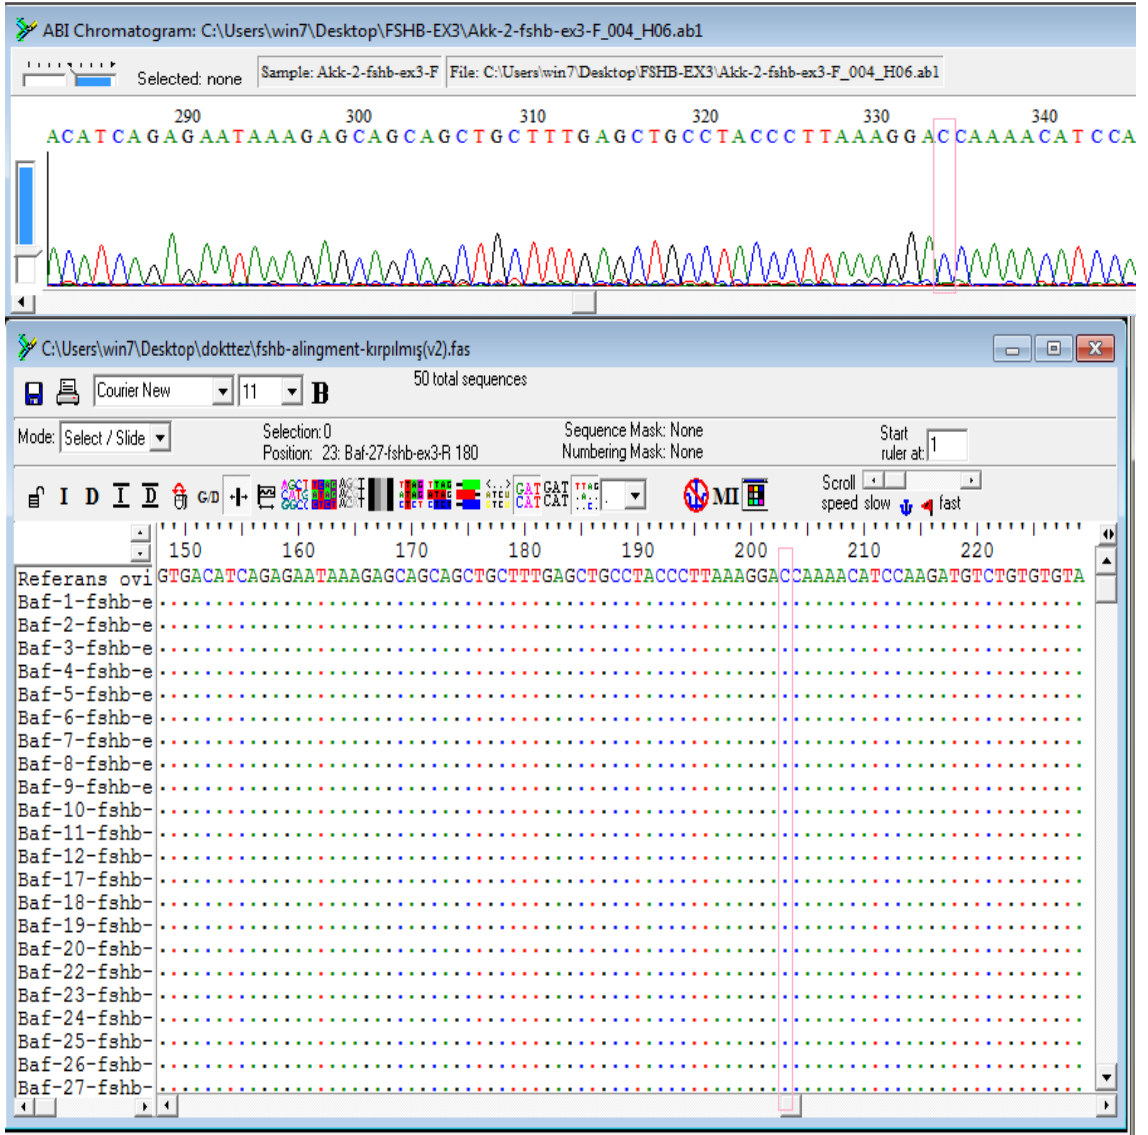 ABI Chromatogram: C:\Users\win7\Desktop\FSHB-EX3\Akk-2-fshb-ex3-F_004_H06.ab1
Selected: none Sample: Akk-2-fshb-ex3-F File: C:\Users\win7\Desktop\FSHB-EX3\Akk-2-fshb-ex3-F_004_H06.ab1
290 300 310 320 330 340
ACATCAGAGAATAAAGAGCAGCAGCTGCTTTGAGCTGCCTACCCTTAAAGGACCAAAACATCCA
C:\Users\win7\Desktop\dokttez\fshb-alingment-kırpılmış(v2).fas
Courier New 11 B 50 total sequences
Mode: Select / Slide Selection: 0 Sequence Mask: None Start
Position: 23: Baf-27-fshb-ex3-R 180 Numbering Mask: None ruler at: 1
I D I D G/D MI Scroll
speed slow fast
150 160 170 180 190 200 210 220
Referans ovi GTGACATCAGAGAATAAAGAGCAGCAGCTGCTTTGAGCTGCCTACCCTTAAAGGACCAAAACATCCAAGATGTCTGTGTGTA
Baf-1-fshb-e
Baf-2-fshb-e
Baf-3-fshb-e
Baf-4-fshb-e
Baf-5-fshb-e
Baf-6-fshb-e
Baf-7-fshb-e
Baf-8-fshb-e
Baf-9-fshb-e
Baf-10-fshb-
Baf-11-fshb-
Baf-12-fshb-
Baf-17-fshb-
Baf-18-fshb-
Baf-19-fshb-
Baf-20-fshb-
Baf-22-fshb-
Baf-23-fshb-
Baf-24-fshb-
Baf-25-fshb-
Baf-26-fshb-
Baf-27-fshb-